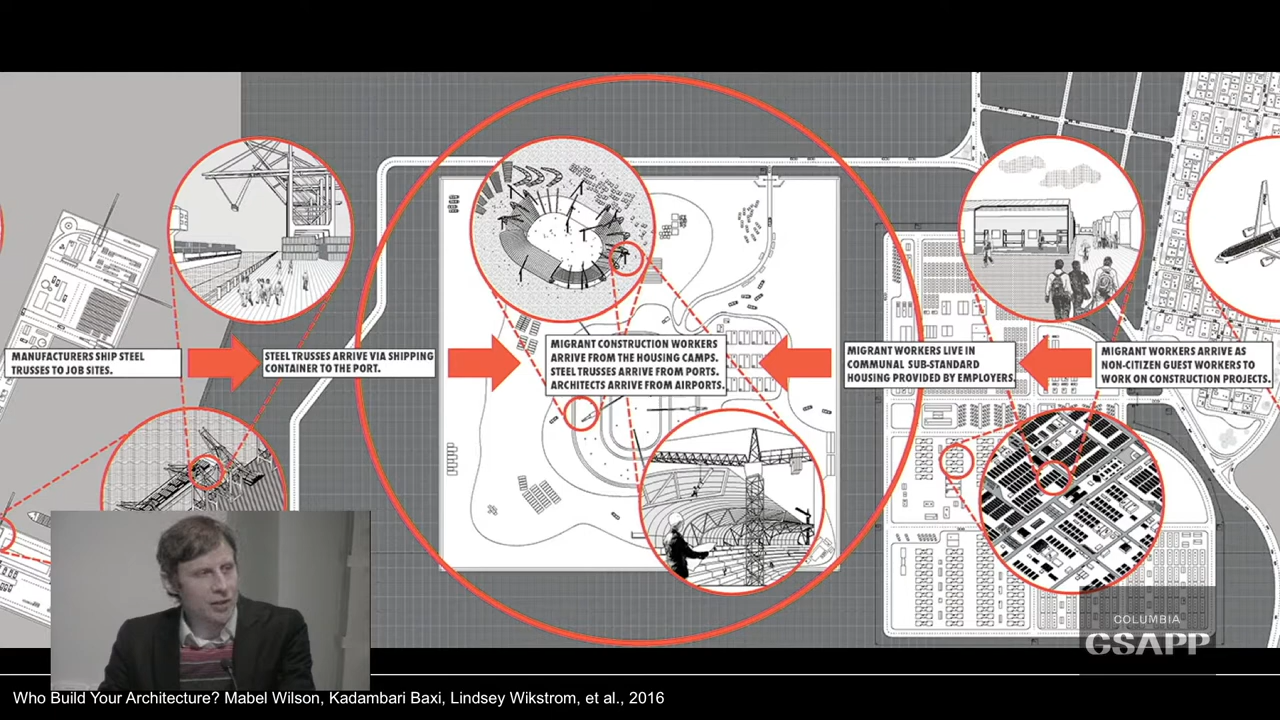 MANUFACTURERS SHIP STEEL
TRUSSES TO JOB SITES.
STEEL TRUSSES ARRIVE VIA SHIPPING
CONTAINER TO THE PORT.
MIGRANT CONSTRUCTION WORKERS
ARRIVE FROM THE HOUSING CAMPS.
STEEL TRUSSES ARRIVE FROM PORTS.
ARCHITECTS ARRIVE FROM AIRPORTS.
MIGRANT WORKERS LIVE IN
COMMUNAL SUB-STANDARD
HOUSING PROVIDED BY EMPLOYERS
MIGRANT WORKERS ARRIVE AS
NON-CITIZEN GUEST WORKERS TO
WORK ON CONSTRUCTION PROJECTS.
COLUMBIA
GSAPP
Who Build Your Architecture? Mabel Wilson, Kadambari Baxi, Lindsey Wikstrom, et al., 2016